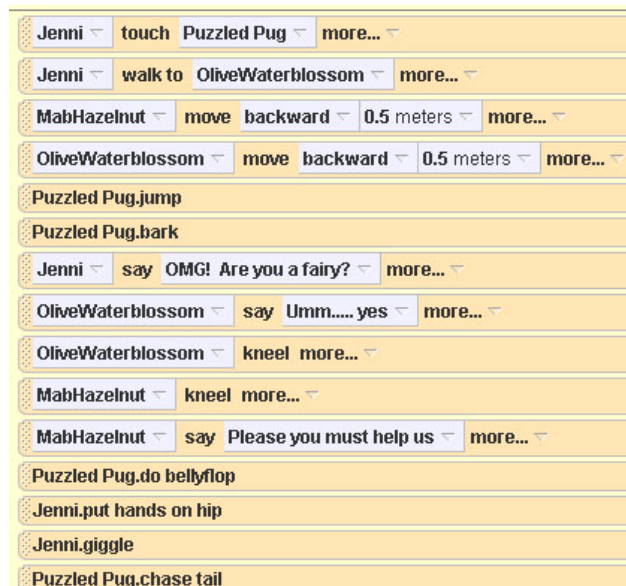 Jenni touch Puzzled Pug more...
Jenni walk to OliveWaterblossom more...
MabHazelnut move backward 0.5 meters more...
OliveWaterblossom move backward 0.5 meters more...
Puzzled Pug.jump
Puzzled Pug.bark
Jenni say OMG! Are you a fairy? more...
OliveWaterblossom say Umm..... yes more...
OliveWaterblossom kneel more...
MabHazelnut kneel more...
MabHazelnut say Please you must help us more...
Puzzled Pug.do bellyflop
Jenni.put hands on hip
Jenni.giggle
Puzzled Pug.chase tail